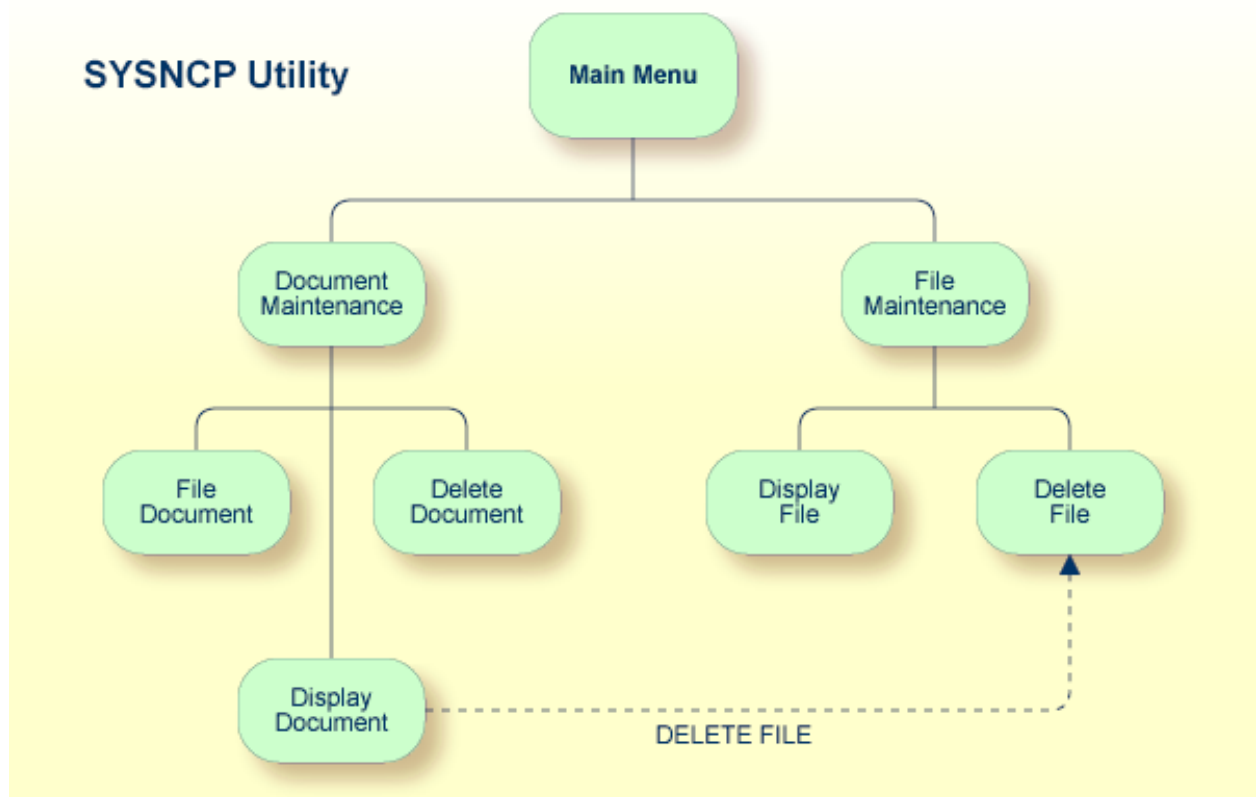 SYSNCP Utility
Main Menu
Document
Maintenance
File
Maintenance
File
Document
Delete
Document
Display
File
Delete
File
Display
Document
DELETE FILE